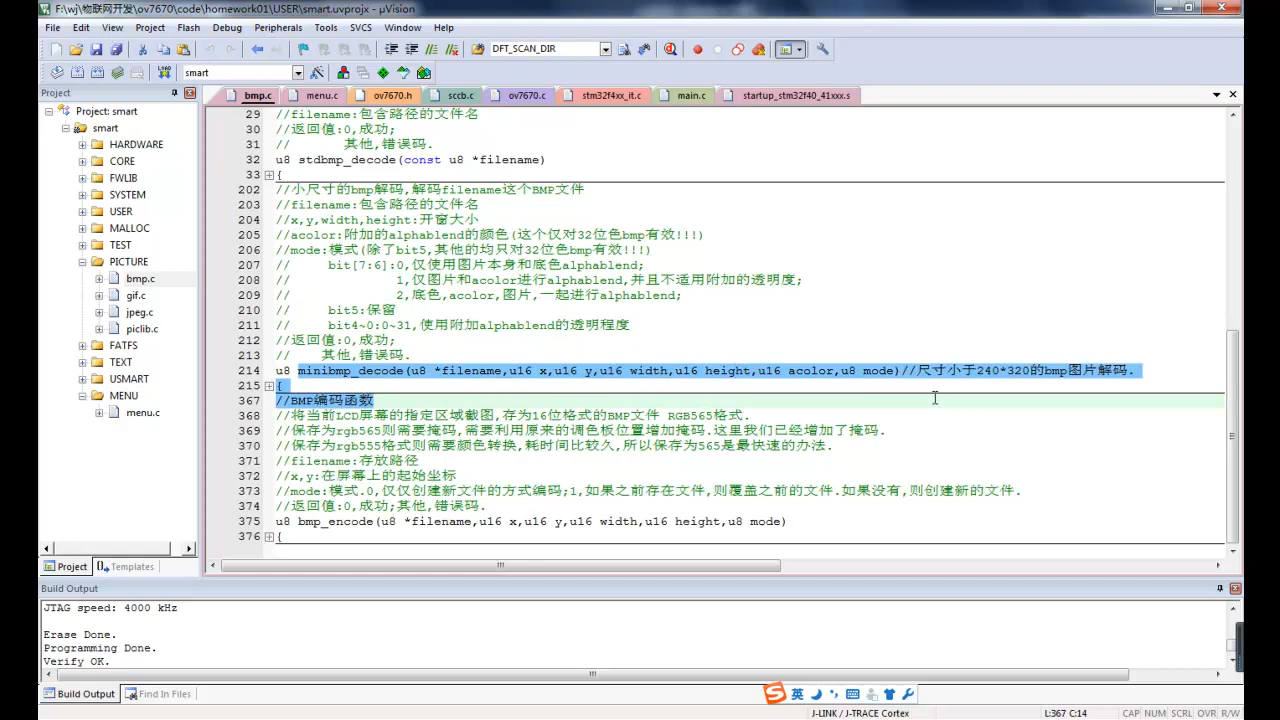 F:\wj\物联网开发\ov7670\code\homework01\USER\smart.uvprojx - µVision
File Edit View Project Flash Debug Peripherals Tools SVCS Window Help
DFT_SCAN_DIR
LOAD smart
Project
bmp.c menu.c ov7670.h sccb.c ov7670.c stm32f4xx_it.c main.c startup_stm32f40_41xxx.s
Project: smart
smart
HARDWARE
CORE
FWLIB
SYSTEM
USER
MALLOC
TEST
PICTURE
bmp.c
gif.c
jpeg.c
piclib.c
FATFS
TEXT
USMART
MENU
menu.c
Project Templates
29 //filename:包含路径的文件名
30 //返回值:0,成功;
31 // 其他,错误码.
32 u8 stdbmp_decode(const u8 *filename)
33 {
202 //小尺寸的bmp解码,解码filename这个BMP文件
203 //filename:包含路径的文件名
204 //x,y,width,height:开窗大小
205 //acolor:附加的alphablend的颜色(这个仅对32位色bmp有效!!!)
206 //mode:模式(除了bit5,其他的均只对32位色bmp有效!!!)
207 // bit[7:6]:0,仅使用图片本身和底色alphablend;
208 // 1,仅图片和acolor进行alphablend,并且不适用附加的透明度;
209 // 2,底色,acolor,图片,一起进行alphablend;
210 // bit5:保留
211 // bit4~0:0~31,使用附加alphablend的透明程度
212 //返回值:0,成功;
213 // 其他,错误码.
214 u8 minibmp_decode(u8 *filename,u16 x,u16 y,u16 width,u16 height,u16 acolor,u8 mode)//尺寸小于240*320的bmp图片解码.
215 {
367 //BMP编码函数
368 //将当前LCD屏幕的指定区域截图,存为16位格式的BMP文件 RGB565格式.
369 //保存为rgb565则需要掩码,需要利用原来的调色板位置增加掩码.这里我们已经增加了掩码.
370 //保存为rgb555格式则需要颜色转换,耗时间比较久,所以保存为565是最快速的办法.
371 //filename:存放路径
372 //x,y:在屏幕上的起始坐标
373 //mode:模式.0,仅仅创建新文件的方式编码;1,如果之前存在文件,则覆盖之前的文件.如果没有,则创建新的文件.
374 //返回值:0,成功;其他,错误码.
375 u8 bmp_encode(u8 *filename,u16 x,u16 y,u16 width,u16 height,u8 mode)
376 {
Build Output
JTAG speed: 4000 kHz
Erase Done.
Programming Done.
Verify OK.
Build Output Find In Files
S 英
J-LINK / J-TRACE Cortex L:367 C:14 CAP NUM SCRL OVR R/W